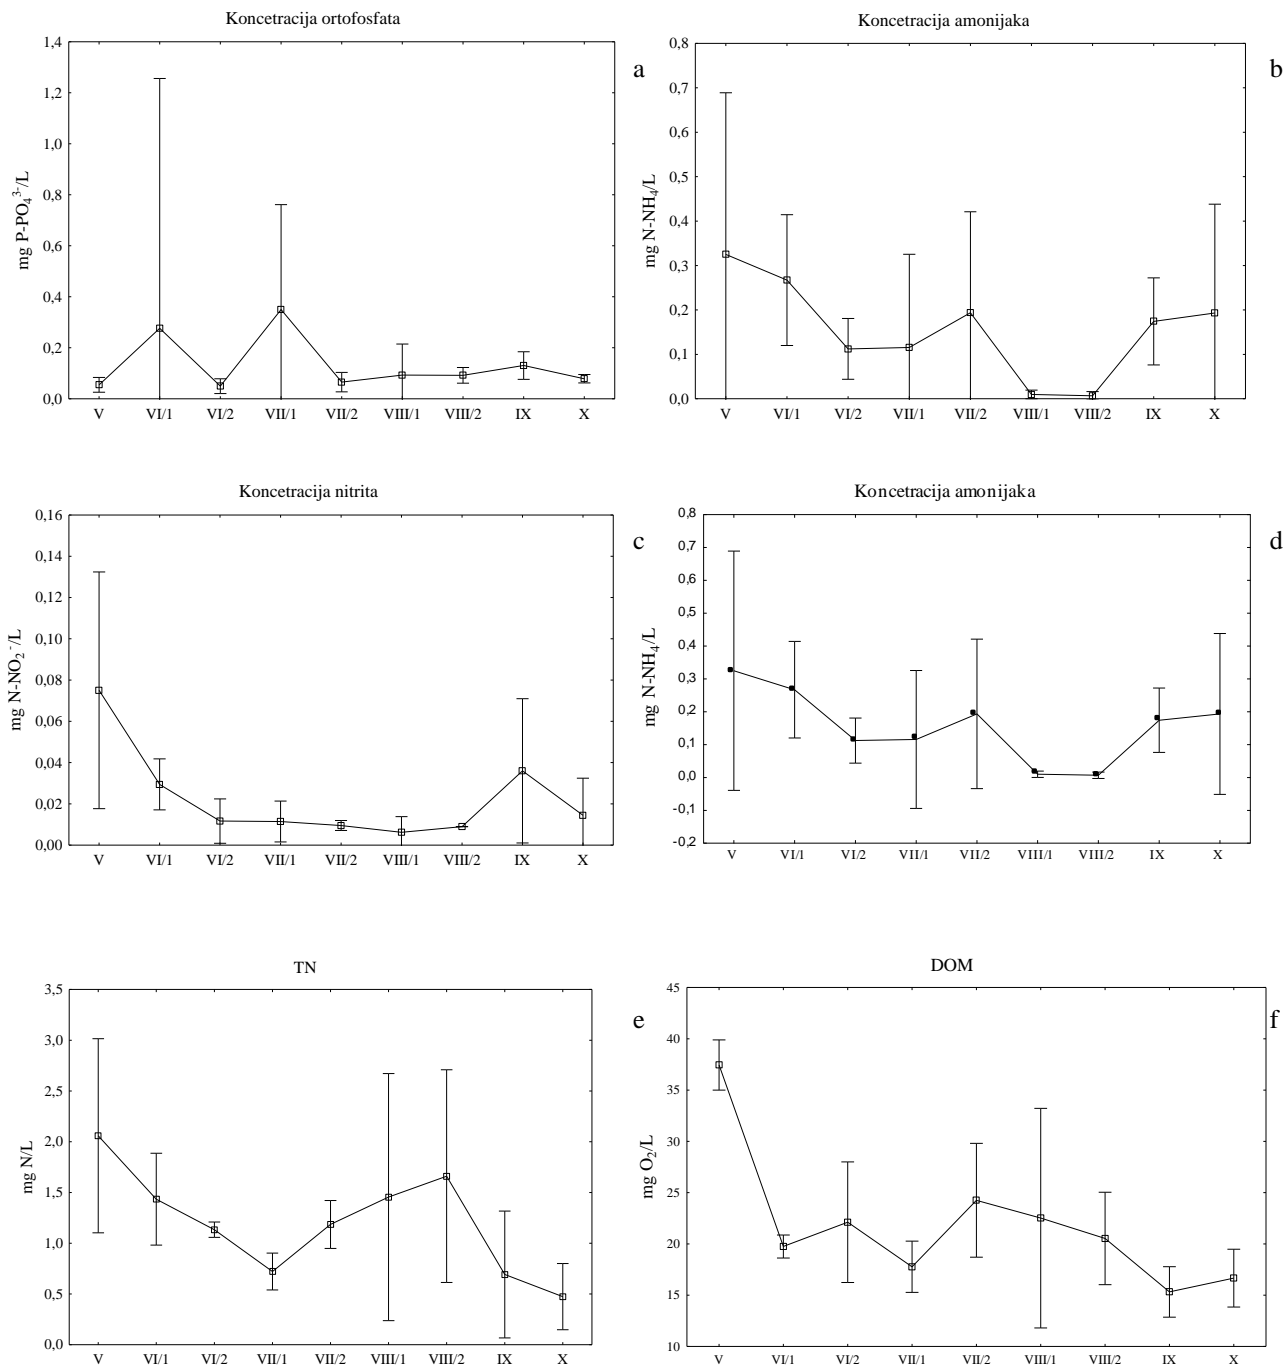 Koncetracija ortofosfata
a
mg P-PO₄³⁻/L
1,4
1,2
1,0
0,8
0,6
0,4
0,2
0,0
V VI/1 VI/2 VII/1 VII/2 VIII/1 VIII/2 IX X
Koncetracija amonijaka
b
mg N-NH₄/L
0,8
0,7
0,6
0,5
0,4
0,3
0,2
0,1
0,0
V VI/1 VI/2 VII/1 VII/2 VIII/1 VIII/2 IX X
Koncetracija nitrita
c
mg N-NO₂⁻/L
0,16
0,14
0,12
0,10
0,08
0,06
0,04
0,02
0,00
V VI/1 VI/2 VII/1 VII/2 VIII/1 VIII/2 IX X
Koncetracija amonijaka
d
mg N-NH₄/L
0,8
0,7
0,6
0,5
0,4
0,3
0,2
0,1
0,0
-0,1
-0,2
V VI/1 VI/2 VII/1 VII/2 VIII/1 VIII/2 IX X
TN
e
mg N/L
3,5
3,0
2,5
2,0
1,5
1,0
0,5
0,0
V VI/1 VI/2 VII/1 VII/2 VIII/1 VIII/2 IX X
DOM
f
mg O₂/L
45
40
35
30
25
20
15
10
V VI/1 VI/2 VII/1 VII/2 VIII/1 VIII/2 IX X